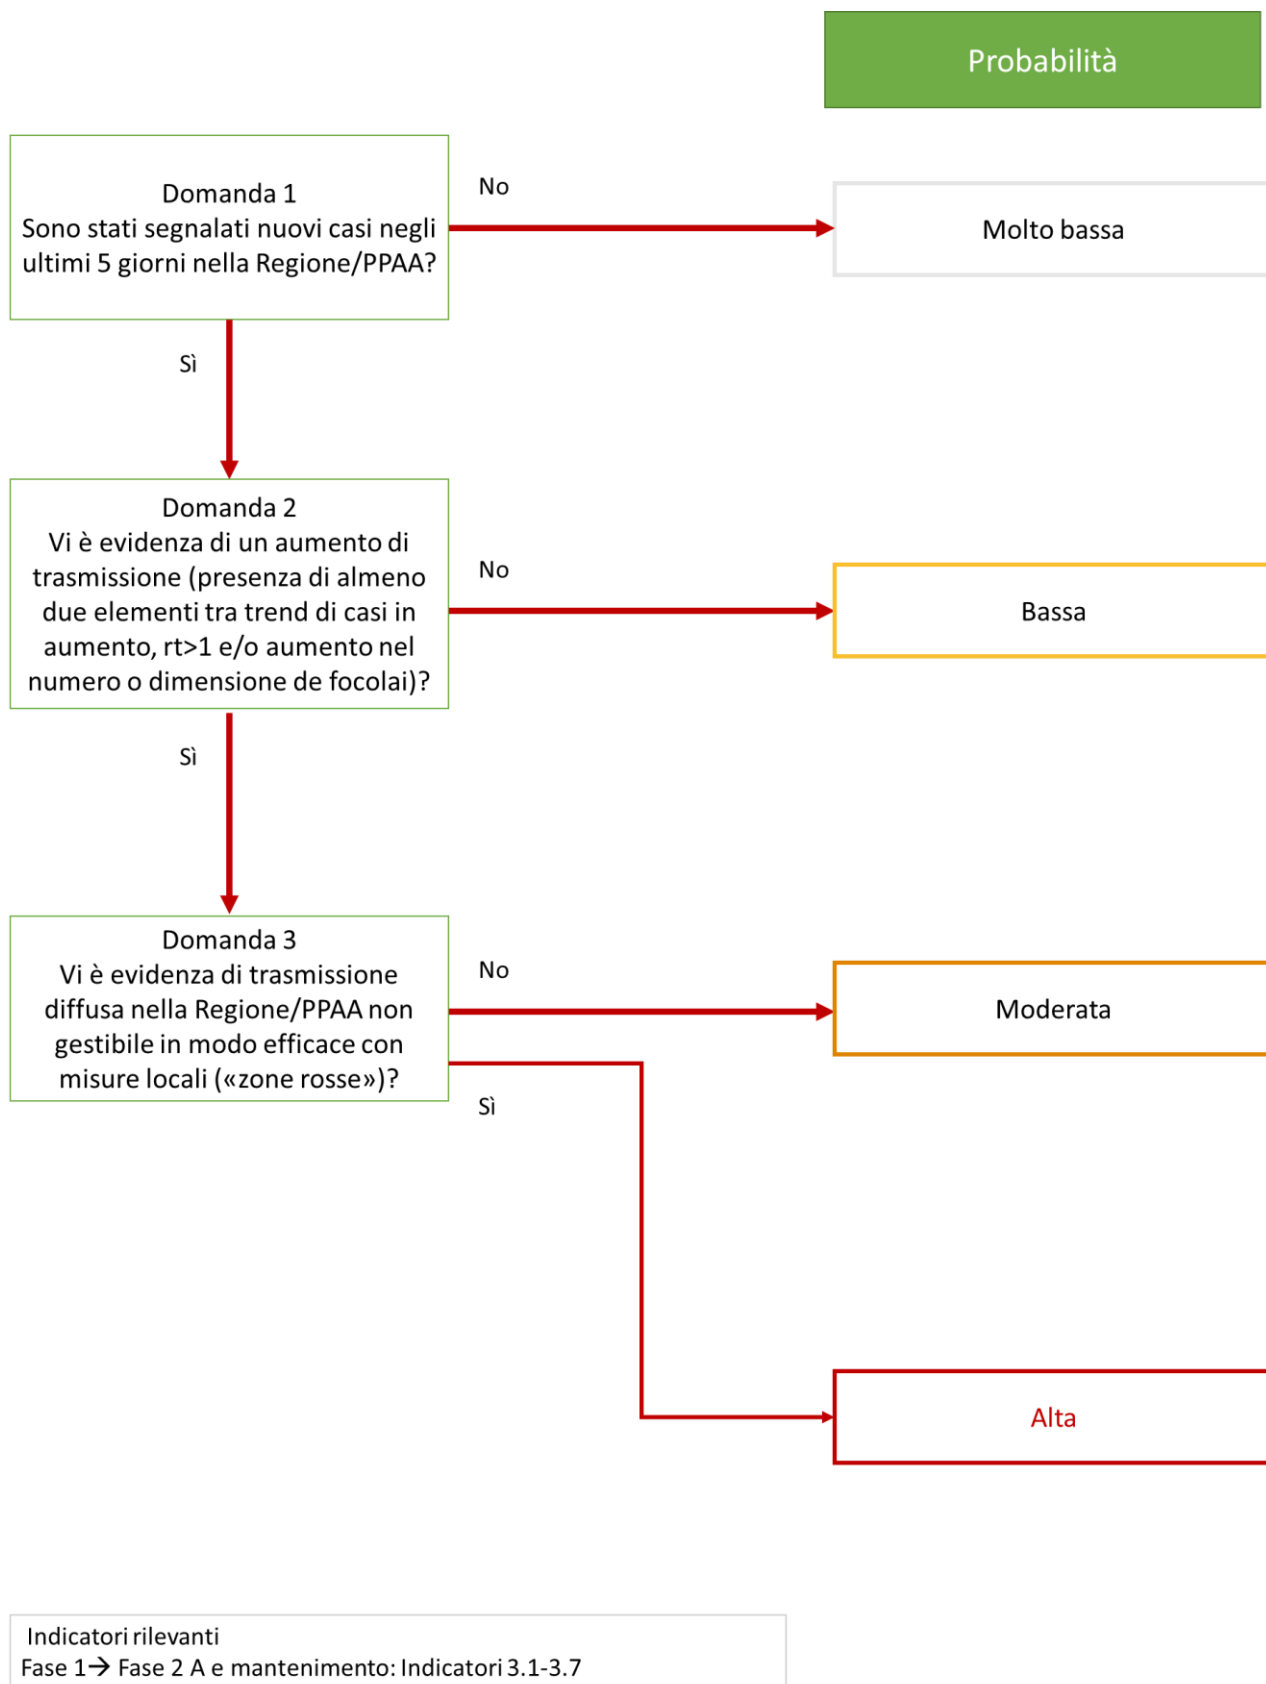 Probabilità
Domanda 1
Sono stati segnalati nuovi casi negli
ultimi 5 giorni nella Regione/PPAA?
No
Molto bassa
Sì
Domanda 2
Vi è evidenza di un aumento di
trasmissione (presenza di almeno
due elementi tra trend di casi in
aumento, rt>1 e/o aumento nel
numero o dimensione de focolai)?
No
Bassa
Sì
Domanda 3
Vi è evidenza di trasmissione
diffusa nella Regione/PPAA non
gestibile in modo efficace con
misure locali («zone rosse»)?
No
Moderata
Sì
Alta
Indicatori rilevanti
Fase 1→ Fase 2 A e mantenimento: Indicatori 3.1-3.7